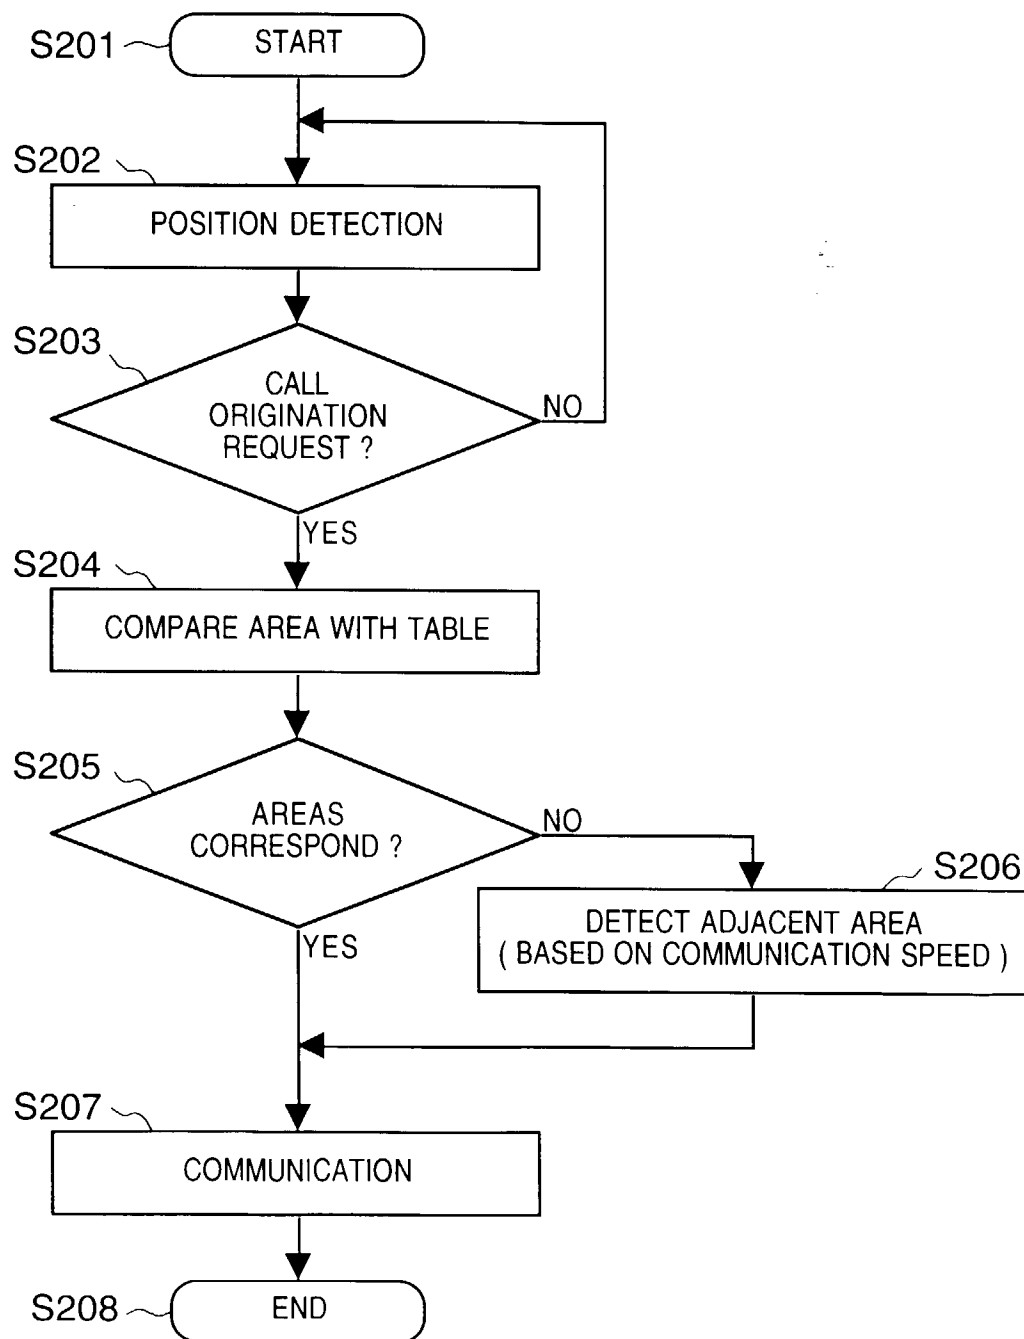 S201
START
S202
POSITION DETECTION
S203
CALL
ORIGINATION
REQUEST ?
NO
YES
S204
COMPARE AREA WITH TABLE
S205
AREAS
CORRESPOND ?
NO
YES
S206
DETECT ADJACENT AREA
( BASED ON COMMUNICATION SPEED )
S207
COMMUNICATION
S208
END